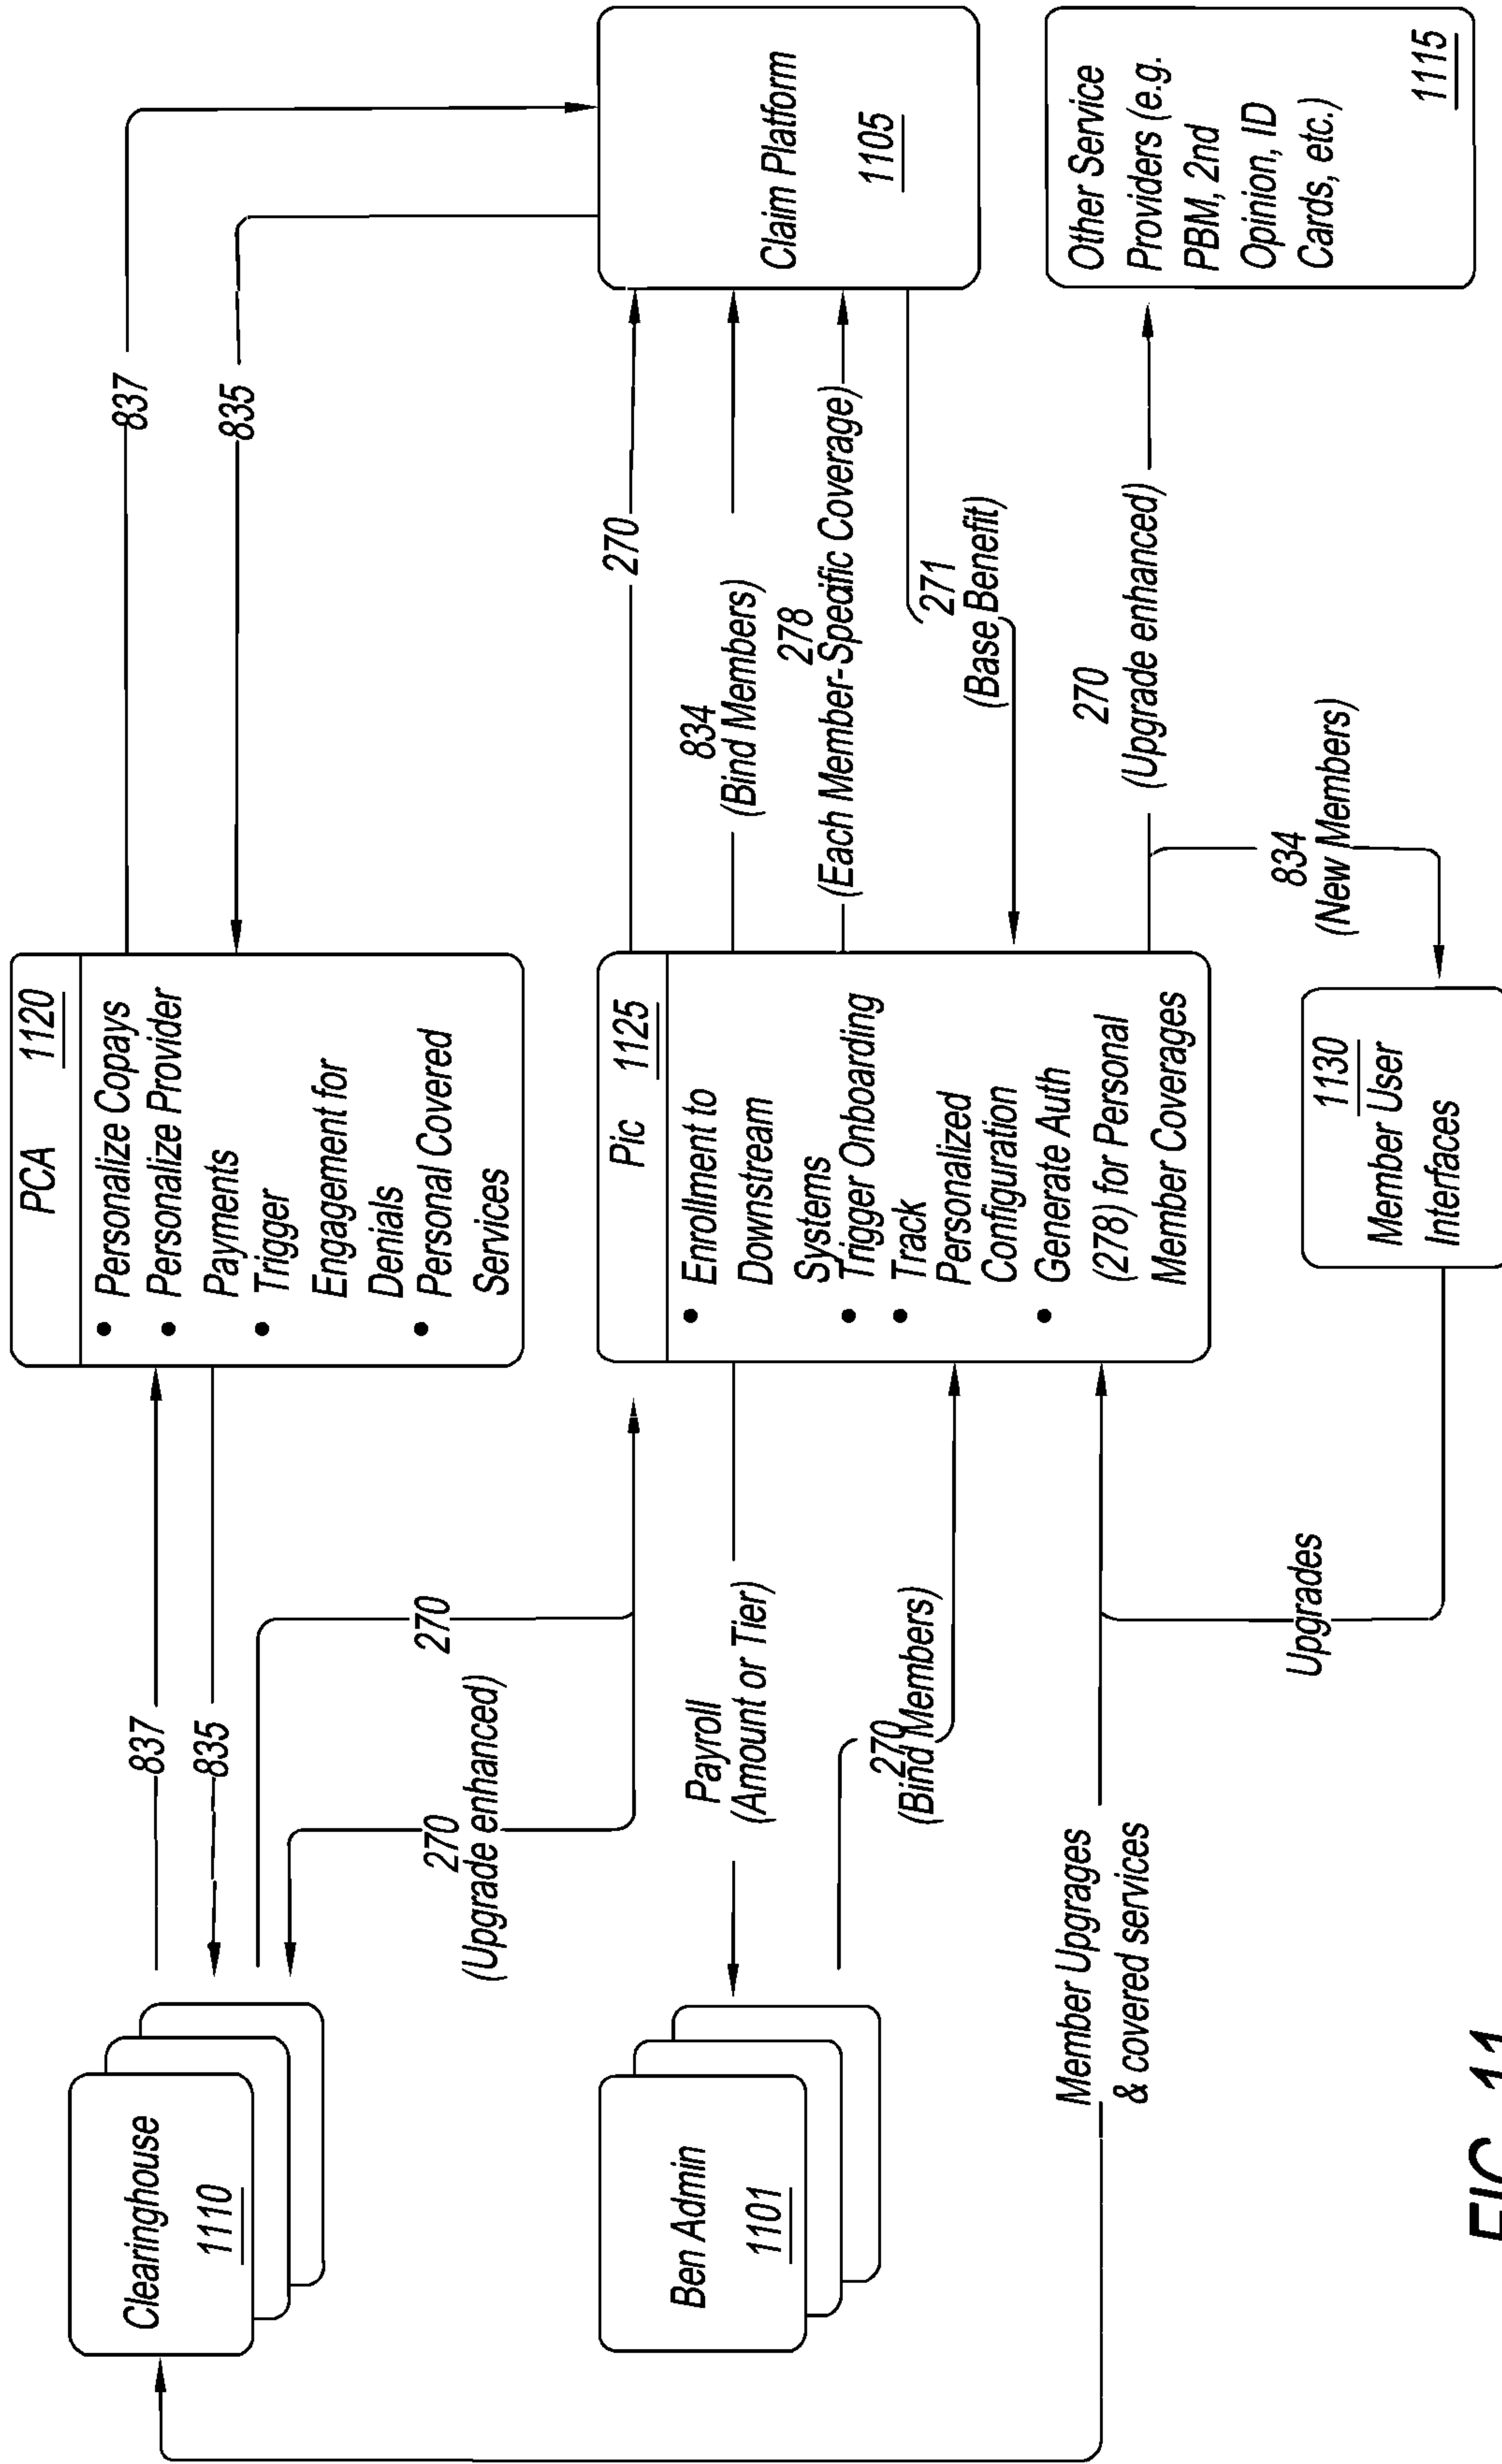 Clearinghouse
1110
837
835
270
270
(Upgrade enhanced)
PCA 1120
• Personalize Copays
• Personalize Provider
Payments
• Trigger
Engagement for
Denials
• Personal Covered
Services
837
835
Ben Admin
1101
Payroll
(Amount or Tier)
270
(Bind Members)
Member Upgrages
& covered services
Pic 1125
• Enrollment to
Downstream
Systems
• Trigger Onboarding
• Track
Personalized
Configuration
• Generate Auth
(278) for Personal
Member Coverages
270
834
(Bind Members)
278
(Each Member-Specific Coverage)
271
(Base Benefit)
Claim Platform
1105
270
(Upgrade enhanced)
834
(New Members)
Other Service
Providers (e.g.
PBM, 2nd
Opinion, ID
Cards, etc.)
1115
Upgrades
1130
Member User
Interfaces
FIG. 11